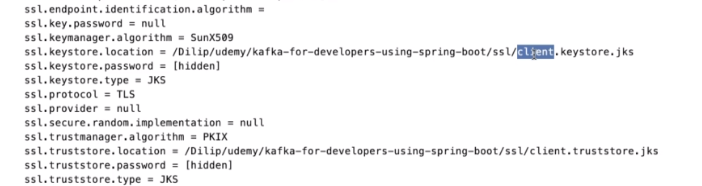 ssl.endpoint.identification.algorithm =
ssl.key.password = null
ssl.keymanager.algorithm = SunX509
ssl.keystore.location = /Dilip/udemy/kafka-for-developers-using-spring-boot/ssl/client.keystore.jks
ssl.keystore.password = [hidden]
ssl.keystore.type = JKS
ssl.protocol = TLS
ssl.provider = null
ssl.secure.random.implementation = null
ssl.trustmanager.algorithm = PKIX
ssl.truststore.location = /Dilip/udemy/kafka-for-developers-using-spring-boot/ssl/client.truststore.jks
ssl.truststore.password = [hidden]
ssl.truststore.type = JKS